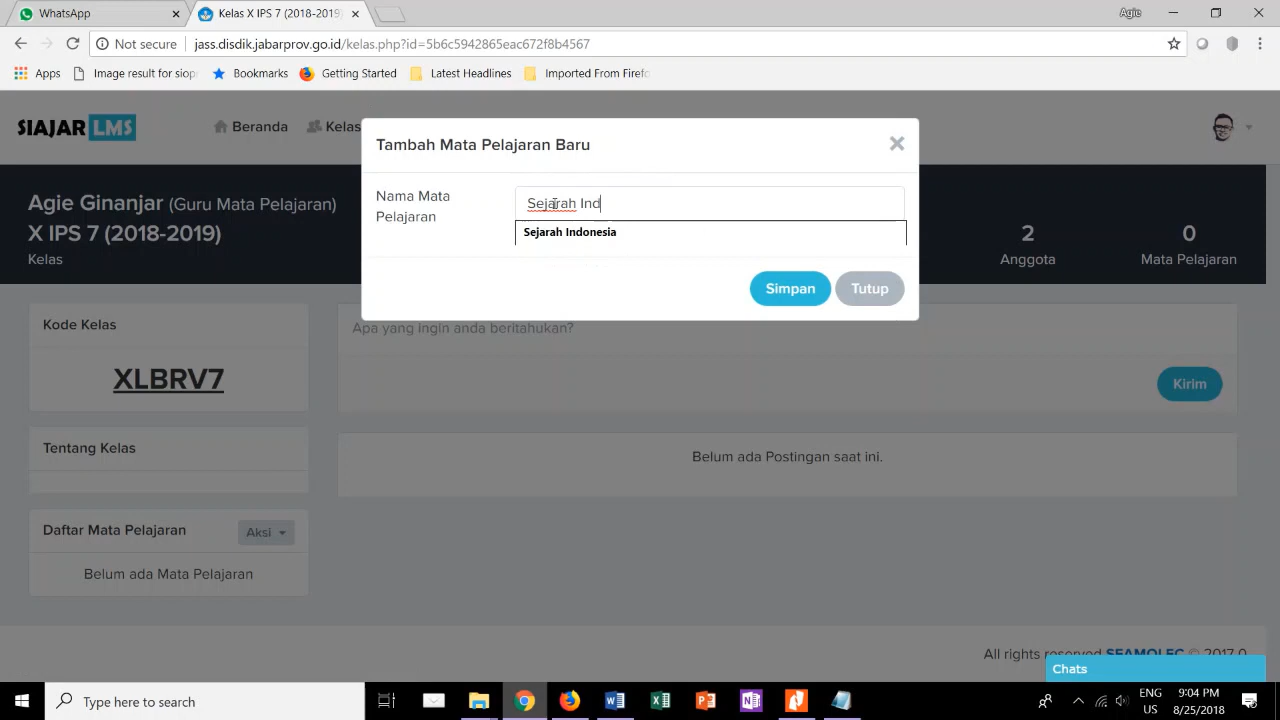 WhatsApp
Kelas X IPS 7 (2018-2019)
Agie
Not secure
jass.disdik.jabarprov.go.id/kelas.php?id=5b6c5942865eac672f8b4567
Apps
Image result for siap
Bookmarks
Getting Started
Latest Headlines
Imported From Firefo
SIAJAR LMS
Beranda
Kelas
Tambah Mata Pelajaran Baru
Nama Mata
Pelajaran
Sejarah Ind
Sejarah Indonesia
Simpan
Tutup
Agie Ginanjar (Guru Mata Pelajaran)
X IPS 7 (2018-2019)
Kelas
2
Anggota
0
Mata Pelajaran
Kode Kelas
XLBRV7
Tentang Kelas
Daftar Mata Pelajaran
Aksi
Belum ada Mata Pelajaran
Apa yang ingin anda beritahukan?
Kirim
Belum ada Postingan saat ini.
All rights reserved SEAMOLEC © 2017.0
Chats
Type here to search
ENG
US
9:04 PM
8/25/2018